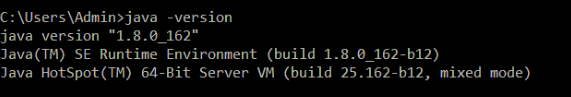 C:\Users\Admin>java -version
java version "1.8.0_162"
Java(TM) SE Runtime Environment (build 1.8.0_162-b12)
Java HotSpot(TM) 64-Bit Server VM (build 25.162-b12, mixed mode)